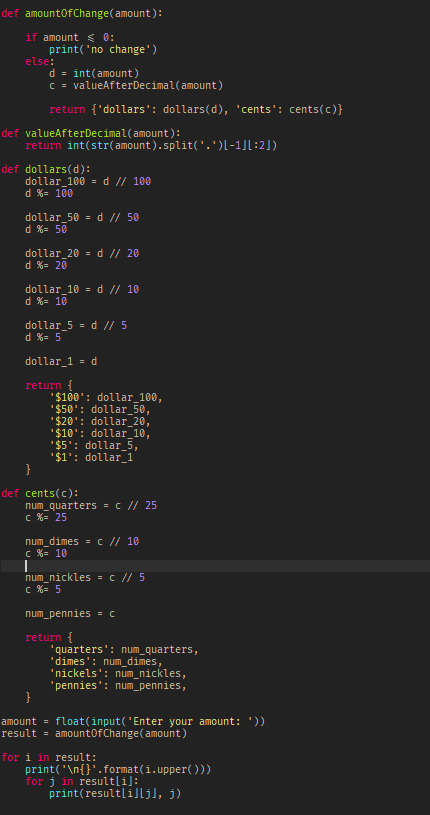 def amountOfChange(amount):
    if amount <= 0:
        print('no change')
    else:
        d = int(amount)
        c = valueAfterDecimal(amount)
        return {'dollars': dollars(d), 'cents': cents(c)}
def valueAfterDecimal(amount):
    return int(str(amount).split('.')[-1][:2])
def dollars(d):
    dollar_100 = d // 100
    d %= 100
    dollar_50 = d // 50
    d %= 50
    dollar_20 = d // 20
    d %= 20
    dollar_10 = d // 10
    d %= 10
    dollar_5 = d // 5
    d %= 5
    dollar_1 = d
    return {
        '$100': dollar_100,
        '$50': dollar_50,
        '$20': dollar_20,
        '$10': dollar_10,
        '$5': dollar_5,
        '$1': dollar_1
    }
def cents(c):
    num_quarters = c // 25
    c %= 25
    num_dimes = c // 10
    c %= 10
    num_nickles = c // 5
    c %= 5
    num_pennies = c
    return {
        'quarters': num_quarters,
        'dimes': num_dimes,
        'nickels': num_nickles,
        'pennies': num_pennies,
    }
amount = float(input('Enter your amount: '))
result = amountOfChange(amount)
for i in result:
    print('\n{}'.format(i.upper()))
    for j in result[i]:
        print(result[i][j], j)